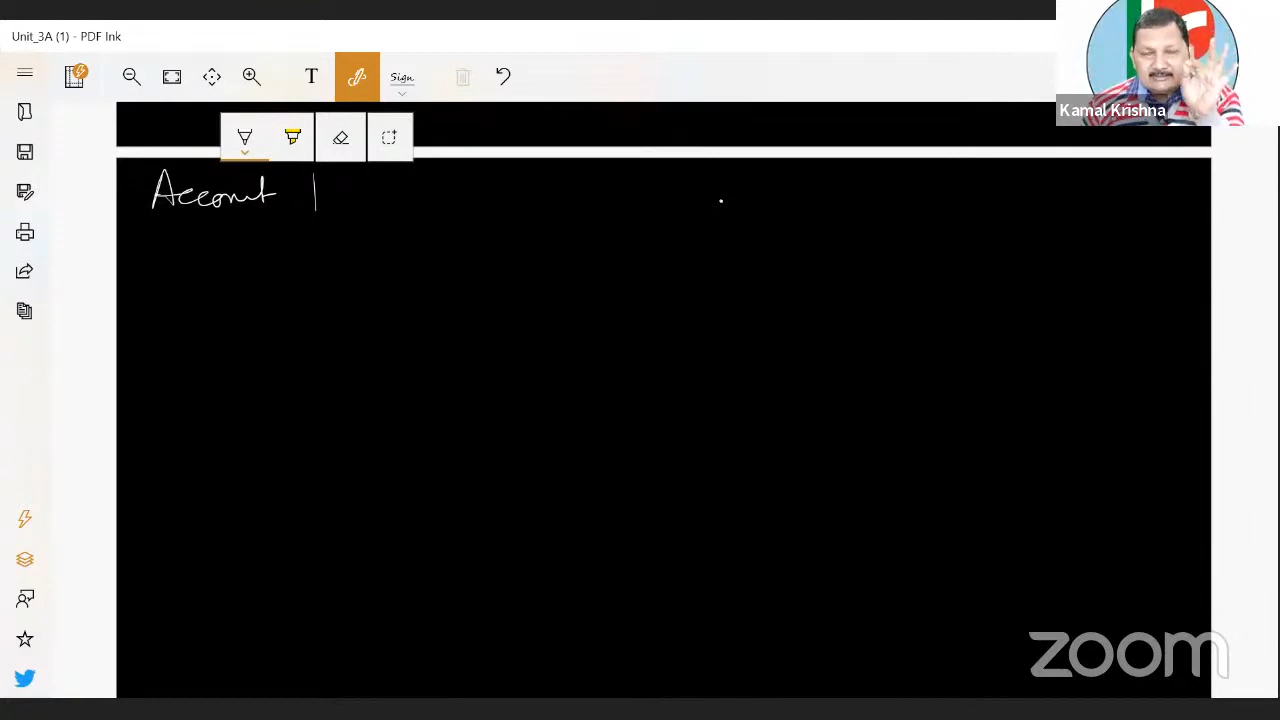 Unit_3A (1) - PDF Ink
Kamal Krishna
T
Sign
Account |
zoom